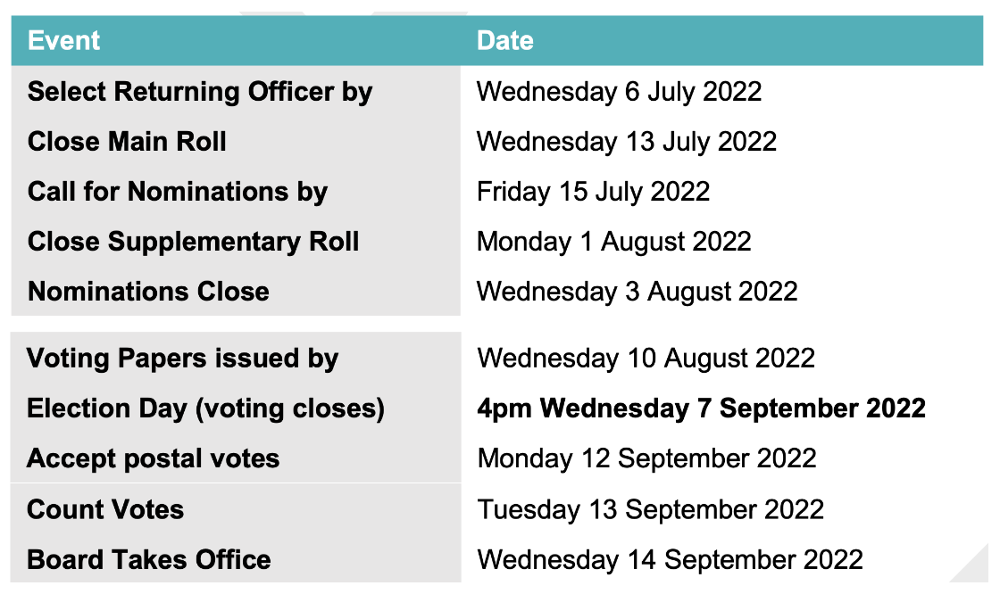 Event Date
Select Returning Officer by Wednesday 6 July 2022
Close Main Roll Wednesday 13 July 2022
Call for Nominations by Friday 15 July 2022
Close Supplementary Roll Monday 1 August 2022
Nominations Close Wednesday 3 August 2022
Voting Papers issued by Wednesday 10 August 2022
Election Day (voting closes) 4pm Wednesday 7 September 2022
Accept postal votes Monday 12 September 2022
Count Votes Tuesday 13 September 2022
Board Takes Office Wednesday 14 September 2022